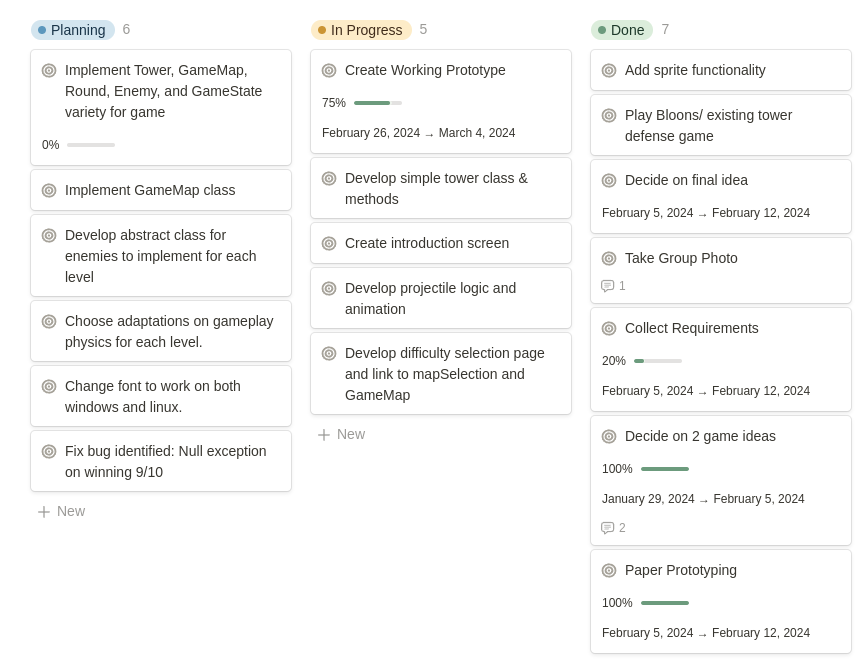 Planning 6
Implement Tower, GameMap,
Round, Enemy, and GameState
variety for game
0%
Implement GameMap class
Develop abstract class for
enemies to implement for each
level
Choose adaptations on gameplay
physics for each level.
Change font to work on both
windows and linux.
Fix bug identified: Null exception
on winning 9/10
New
In Progress 5
Create Working Prototype
75%
February 26, 2024 → March 4, 2024
Develop simple tower class &
methods
Create introduction screen
Develop projectile logic and
animation
Develop difficulty selection page
and link to mapSelection and
GameMap
New
Done 7
Add sprite functionality
Play Bloons/ existing tower
defense game
Decide on final idea
February 5, 2024 → February 12, 2024
Take Group Photo
1
Collect Requirements
20%
February 5, 2024 → February 12, 2024
Decide on 2 game ideas
100%
January 29, 2024 → February 5, 2024
2
Paper Prototyping
100%
February 5, 2024 → February 12, 2024